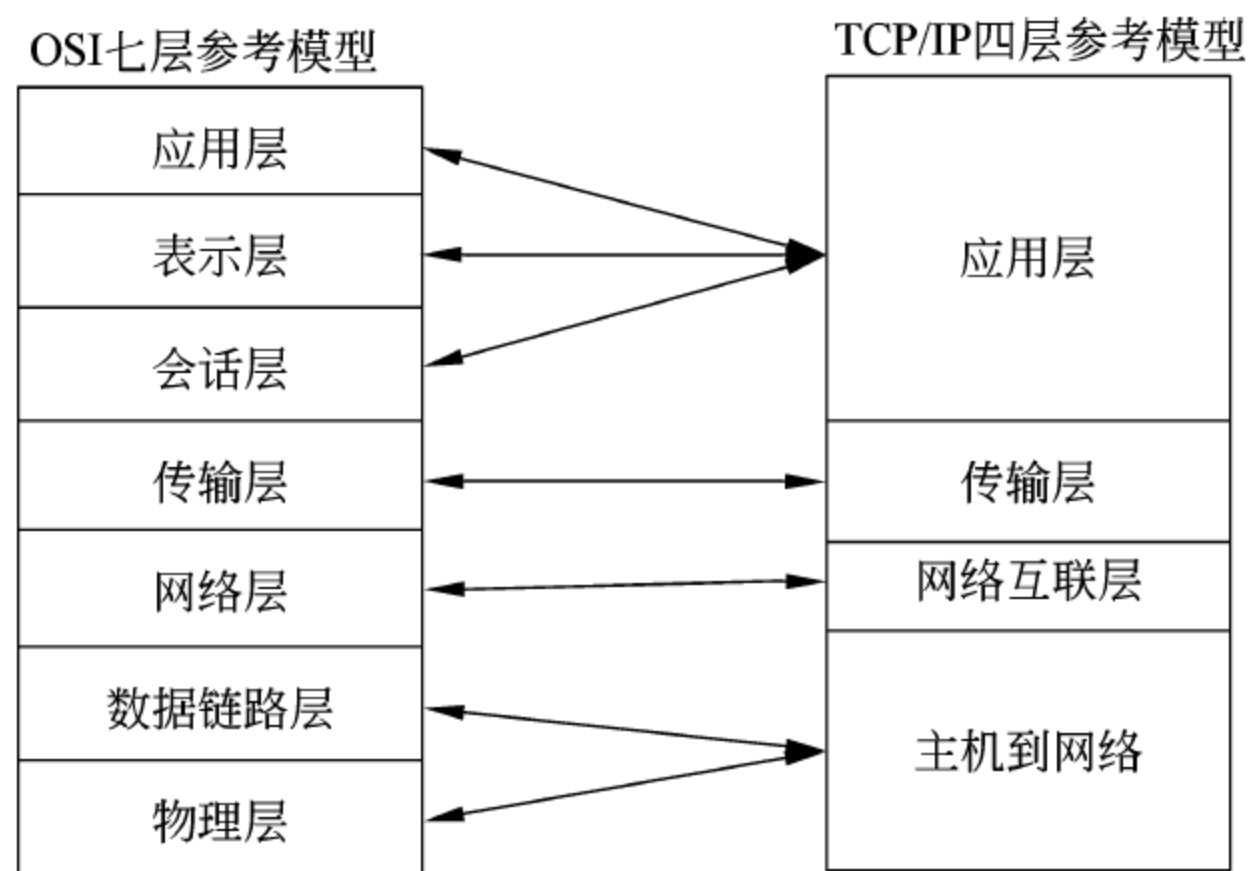 OSI七层参考模型
应用层
表示层
会话层
传输层
网络层
数据链路层
物理层
TCP/IP四层参考模型
应用层
传输层
网络互联层
主机到网络